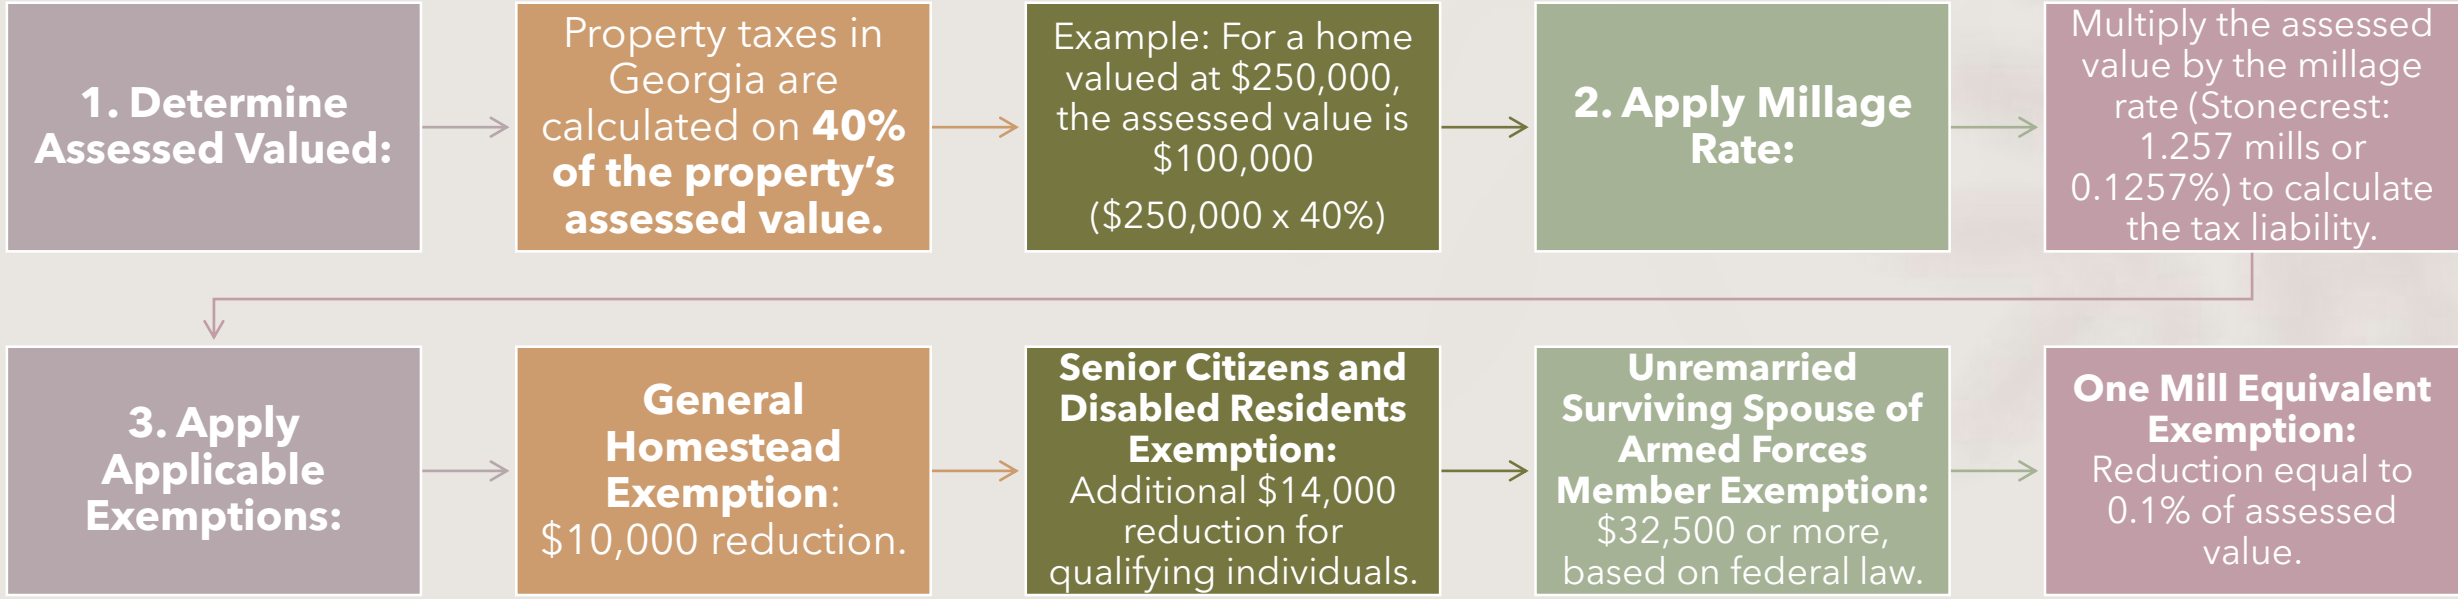 1. Determine
Assessed Valued:
Property taxes in
Georgia are
calculated on 40%
of the property’s
assessed value.
Example: For a home
valued at $250,000,
the assessed value is
$100,000
($250,000 x 40%)
2. Apply Millage
Rate:
Multiply the assessed
value by the millage
rate (Stonecrest:
1.257 mills or
0.1257%) to calculate
the tax liability.
3. Apply
Applicable
Exemptions:
General
Homestead
Exemption:
$10,000 reduction.
Senior Citizens and
Disabled Residents
Exemption:
Additional $14,000
reduction for
qualifying individuals.
Unremarried
Surviving Spouse of
Armed Forces
Member Exemption:
$32,500 or more,
based on federal law.
One Mill Equivalent
Exemption:
Reduction equal to
0.1% of assessed
value.